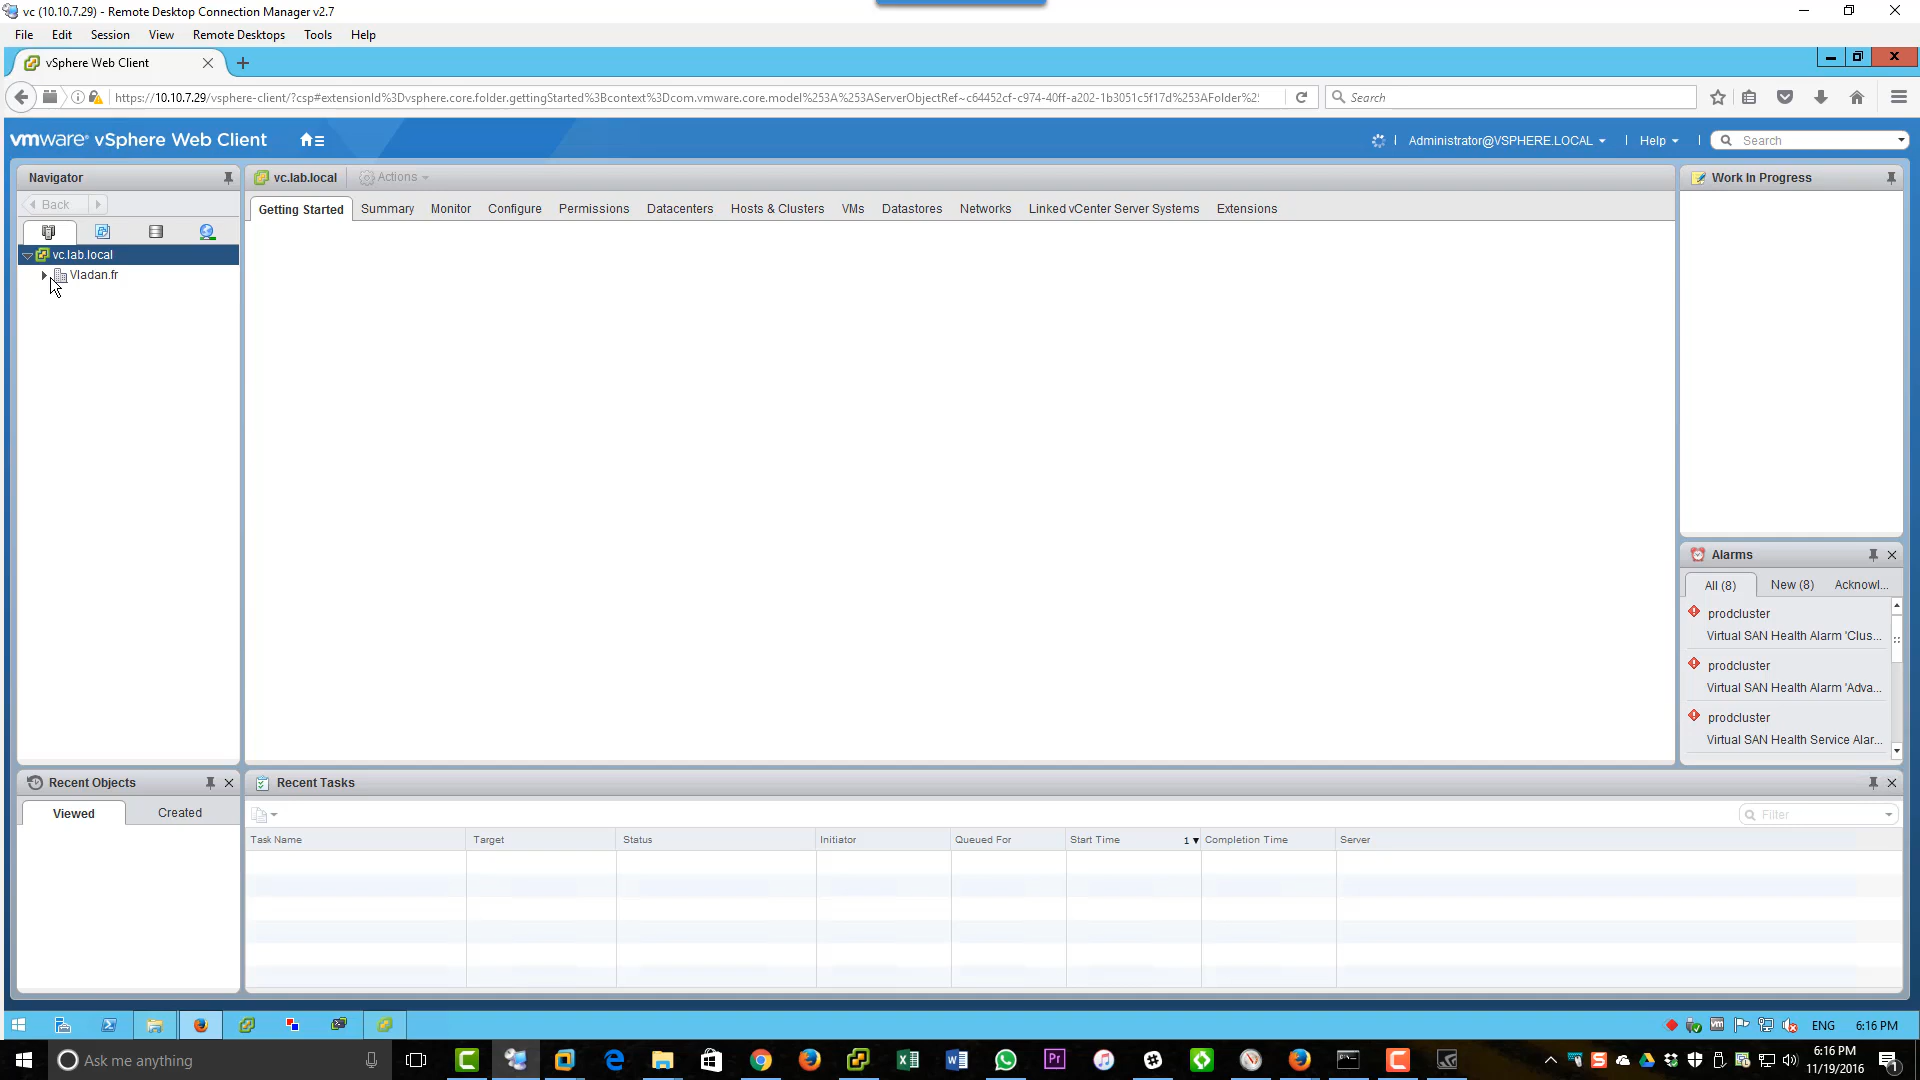 vc (10.10.7.29) - Remote Desktop Connection Manager v2.7
File Edit Session View Remote Desktops Tools Help
vSphere Web Client
https://10.10.7.29/vsphere-client/?csp#extensionId%3Dvsphere.core.folder.gettingStarted%3Bcontext%3Dcom.vmware.core.model%253A%253AServerObjectRef~c64452cf-c974-40ff-a202-1b3051c5f17d%253AFolder%25
Search
vmware® vSphere Web Client
Administrator@VSPHERE.LOCAL Help Search
Navigator
Back
vc.lab.local
Vladan.fr
vc.lab.local Actions
Getting Started Summary Monitor Configure Permissions Datacenters Hosts & Clusters VMs Datastores Networks Linked vCenter Server Systems Extensions
Work In Progress
Alarms
All (8) New (8) Acknowl...
prodcluster
Virtual SAN Health Alarm 'Clus...
prodcluster
Virtual SAN Health Alarm 'Adva...
prodcluster
Virtual SAN Health Service Alar...
Recent Objects
Viewed Created
Recent Tasks
Filter
Task Name Target Status Initiator Queued For Start Time 1 Completion Time Server
ENG 6:16 PM
Ask me anything
Pr
6:16 PM
11/19/2016
1